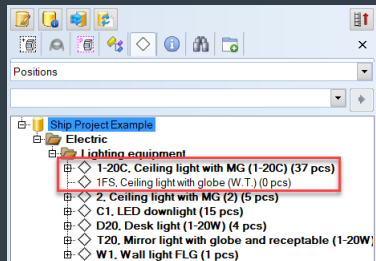 Positions
Ship Project Example
Electric
Lighting equipment
1-20C, Ceiling light with MG (1-20C) (37 pcs)
1FS, Ceiling light with globe (W.T.) (0 pcs)
2, Ceiling light with MG (2) (5 pcs)
C1, LED downlight (15 pcs)
D20, Desk light (1-20W) (4 pcs)
T20, Mirror light with globe and receptable (1-20W)
W1, Wall light FLG (1 pcs)